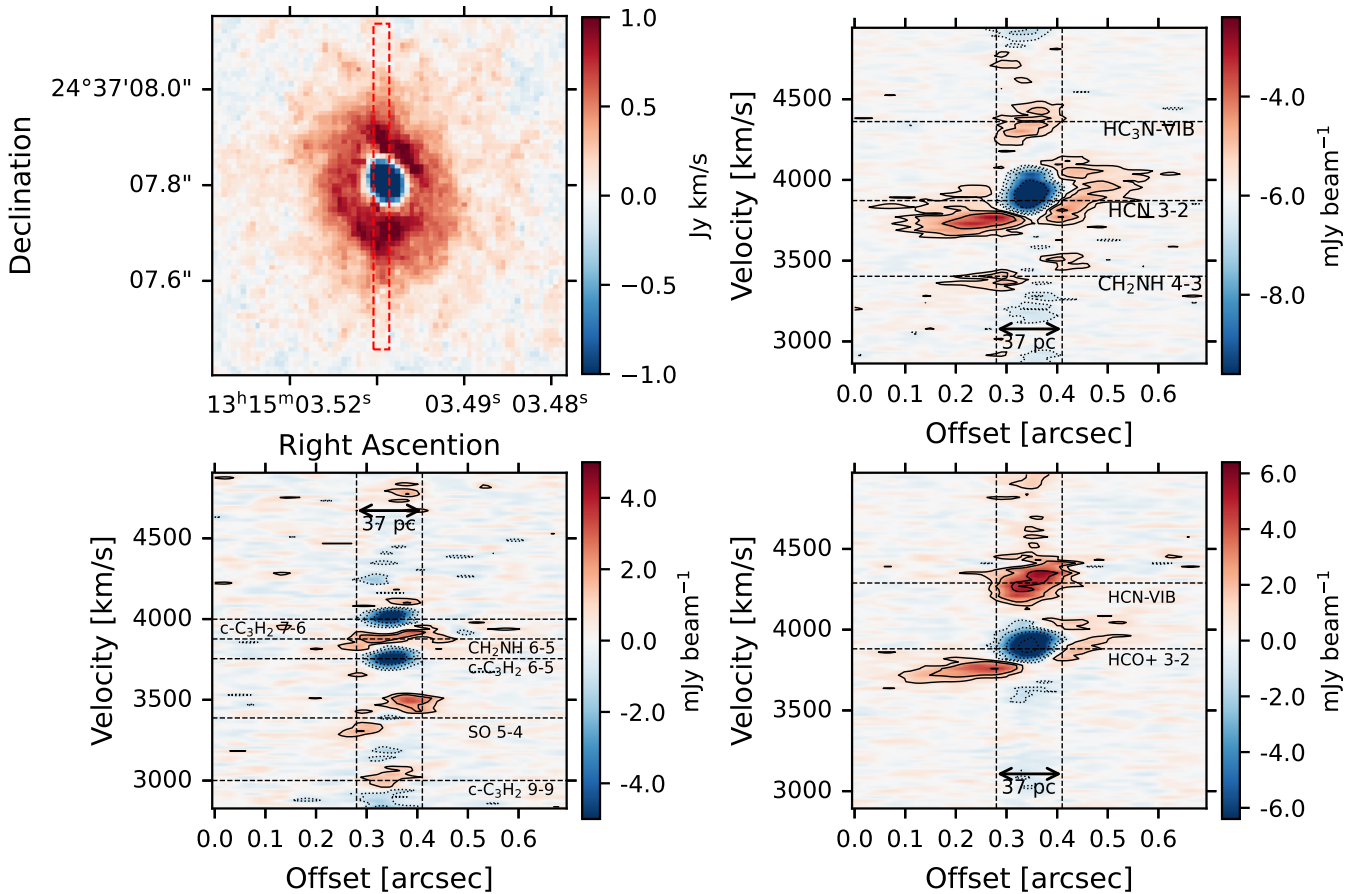 Declination
24°37'08.0"
07.8"
07.6"
13ʰ15ᵐ03.52ˢ 03.49ˢ 03.48ˢ
Right Ascention
1.0
0.5
0.0
−0.5
−1.0
Jy km/s
Velocity [km/s]
4500
4000
3500
3000
HC₃N-VIB
HCN 3-2
CH₂NH 4-3
37 pc
0.0 0.1 0.2 0.3 0.4 0.5 0.6
Offset [arcsec]
-4.0
-6.0
-8.0
mJy beam⁻¹
Velocity [km/s]
4500
4000
3500
3000
37 pc
c-C₃H₂ 7-6
CH₂NH 6-5
c-C₃H₂ 6-5
SO 5-4
c-C₃H₂ 9-9
0.0 0.1 0.2 0.3 0.4 0.5 0.6
Offset [arcsec]
4.0
2.0
0.0
-2.0
-4.0
mJy beam⁻¹
Velocity [km/s]
4500
4000
3500
3000
HCN-VIB
HCO+ 3-2
37 pc
0.0 0.1 0.2 0.3 0.4 0.5 0.6
Offset [arcsec]
6.0
4.0
2.0
0.0
-2.0
-4.0
-6.0
mJy beam⁻¹